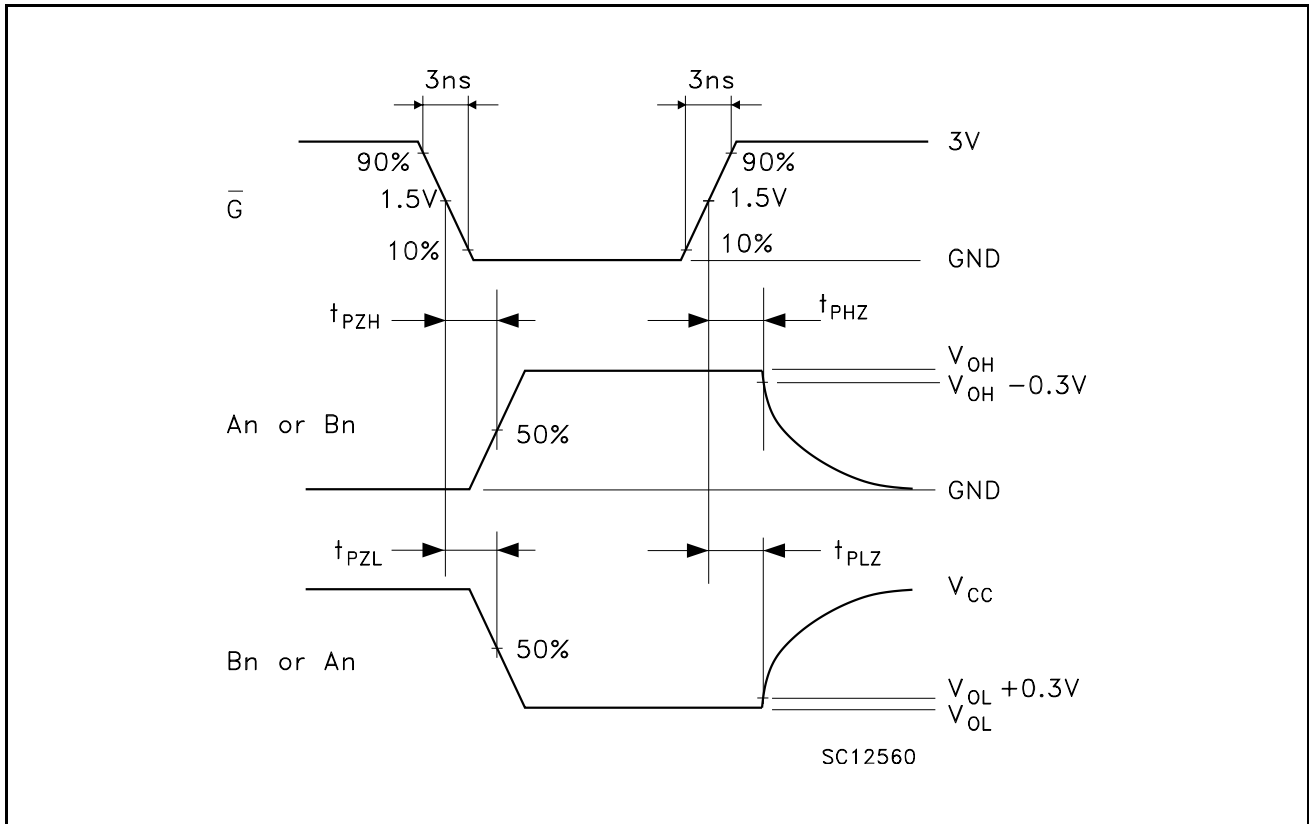 3ns 3ns
3V
90% 90%
1.5V 1.5V
G̅
10% 10%
GND
tPZH tPHZ
VOH
VOH -0.3V
An or Bn
50%
GND
tPZL tPLZ
VCC
50%
Bn or An
VOL +0.3V
VOL
SC12560